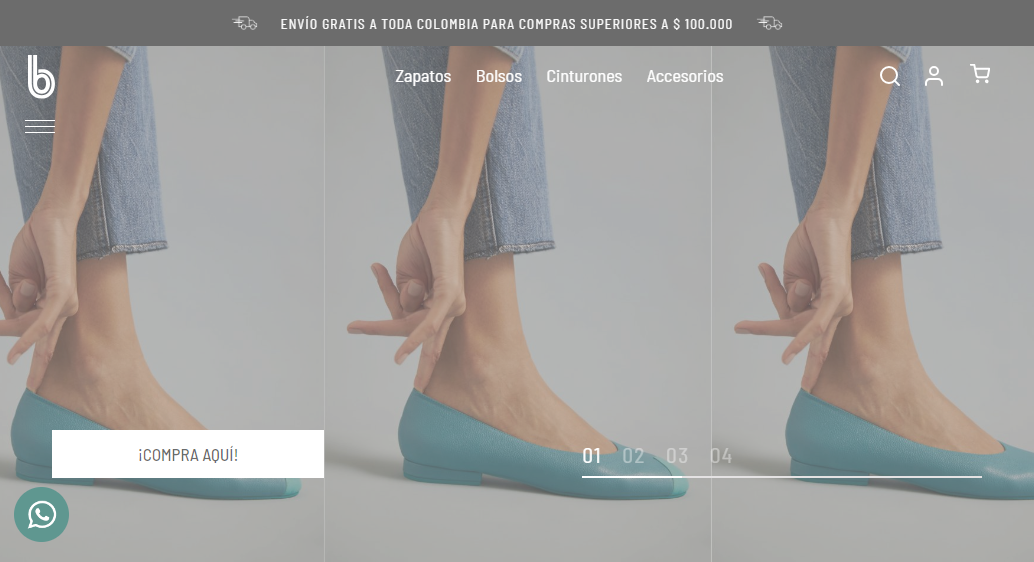 ENVÍO GRATIS A TODA COLOMBIA PARA COMPRAS SUPERIORES A $ 100.000
b
Zapatos Bolsos Cinturones Accesorios
¡COMPRA AQUÍ!
01 02 03 04